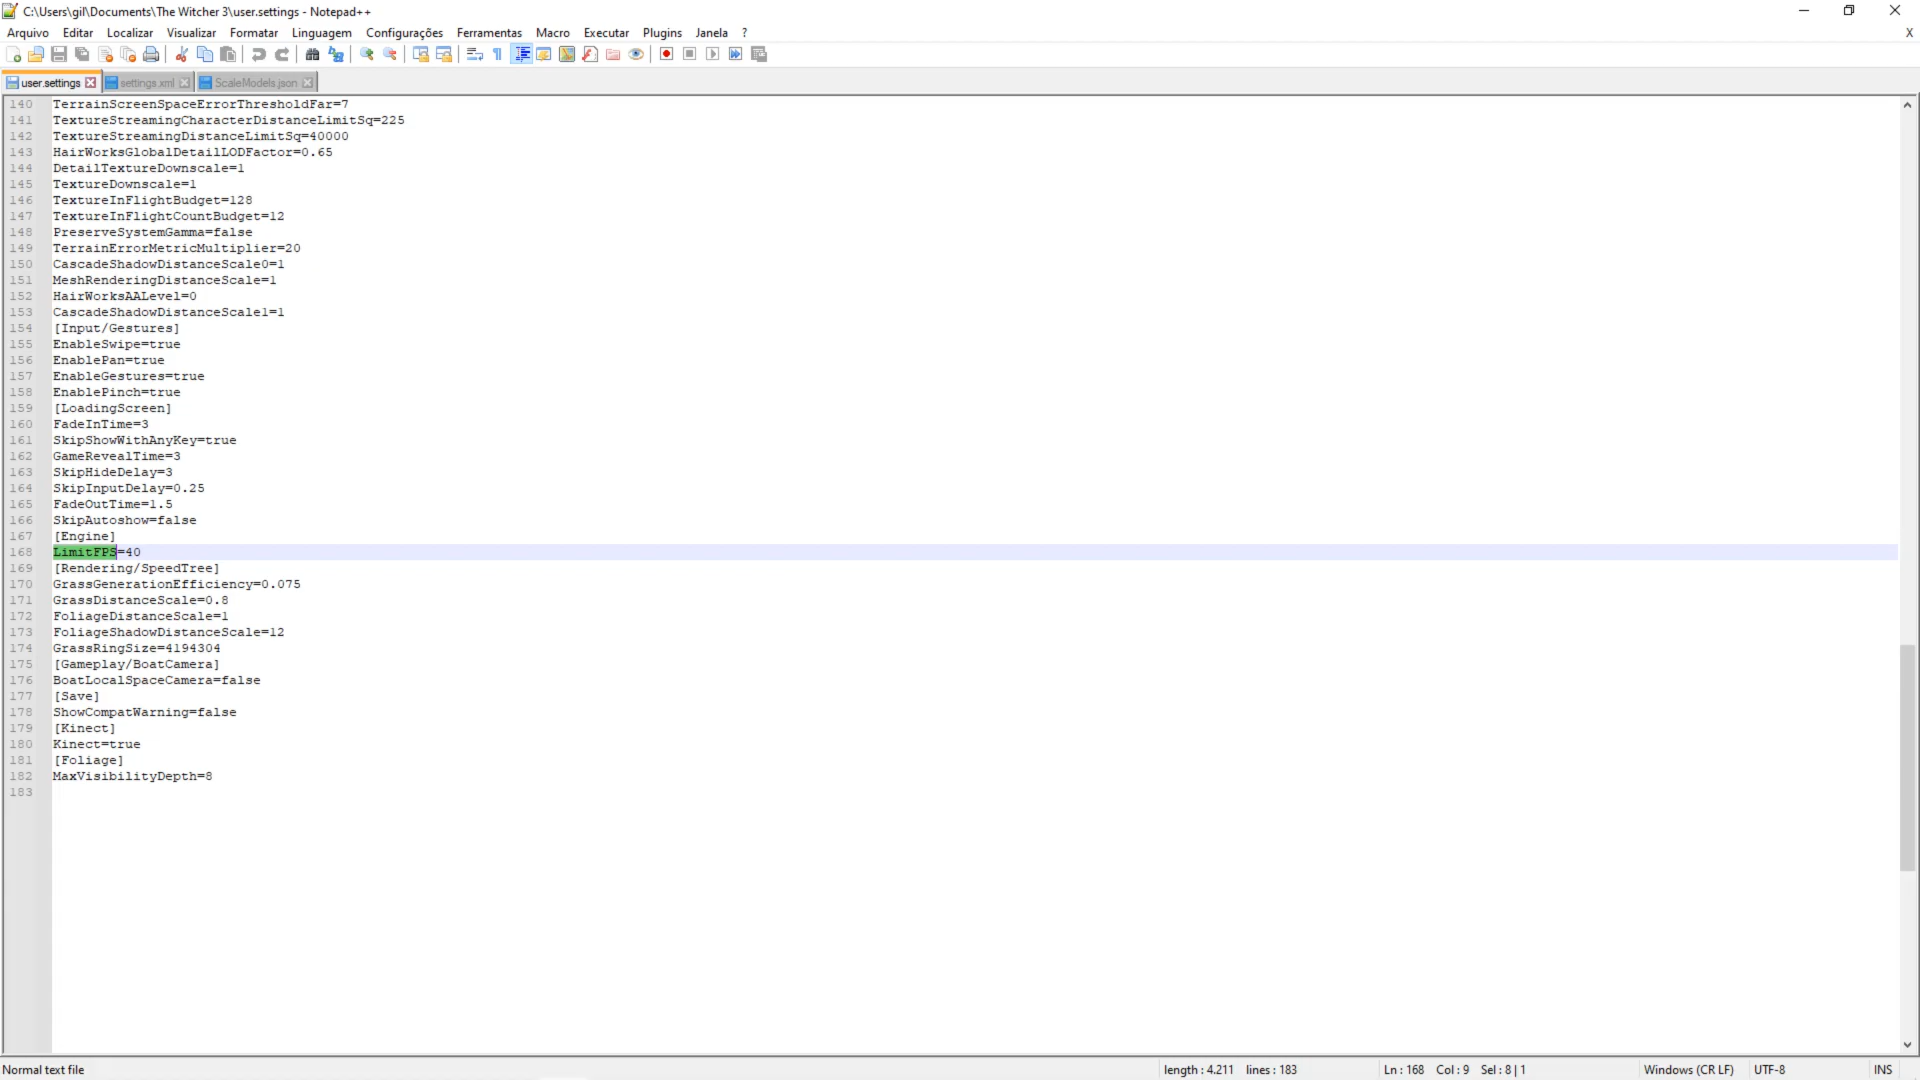 C:\Users\gil\Documents\The Witcher 3\user.settings - Notepad++
Arquivo Editar Localizar Visualizar Formatar Linguagem Configurações Ferramentas Macro Executar Plugins Janela ? X
user.settings settings.xml ScaleModels.json
140 TerrainScreenSpaceErrorThresholdFar=7
141 TextureStreamingCharacterDistanceLimitSq=225
142 TextureStreamingDistanceLimitSq=40000
143 HairWorksGlobalDetailLODFactor=0.65
144 DetailTextureDownscale=1
145 TextureDownscale=1
146 TextureInFlightBudget=128
147 TextureInFlightCountBudget=12
148 PreserveSystemGamma=false
149 TerrainErrorMetricMultiplier=20
150 CascadeShadowDistanceScale0=1
151 MeshRenderingDistanceScale=1
152 HairWorksAALevel=0
153 CascadeShadowDistanceScale1=1
154 [Input/Gestures]
155 EnableSwipe=true
156 EnablePan=true
157 EnableGestures=true
158 EnablePinch=true
159 [LoadingScreen]
160 FadeInTime=3
161 SkipShowWithAnyKey=true
162 GameRevealTime=3
163 SkipHideDelay=3
164 SkipInputDelay=0.25
165 FadeOutTime=1.5
166 SkipAutoshow=false
167 [Engine]
168 LimitFPS=40
169 [Rendering/SpeedTree]
170 GrassGenerationEfficiency=0.075
171 GrassDistanceScale=0.8
172 FoliageDistanceScale=1
173 FoliageShadowDistanceScale=12
174 GrassRingSize=4194304
175 [Gameplay/BoatCamera]
176 BoatLocalSpaceCamera=false
177 [Save]
178 ShowCompatWarning=false
179 [Kinect]
180 Kinect=true
181 [Foliage]
182 MaxVisibilityDepth=8
183
Normal text file length : 4.211 lines : 183 Ln : 168 Col : 9 Sel : 8 | 1 Windows (CR LF) UTF-8 INS